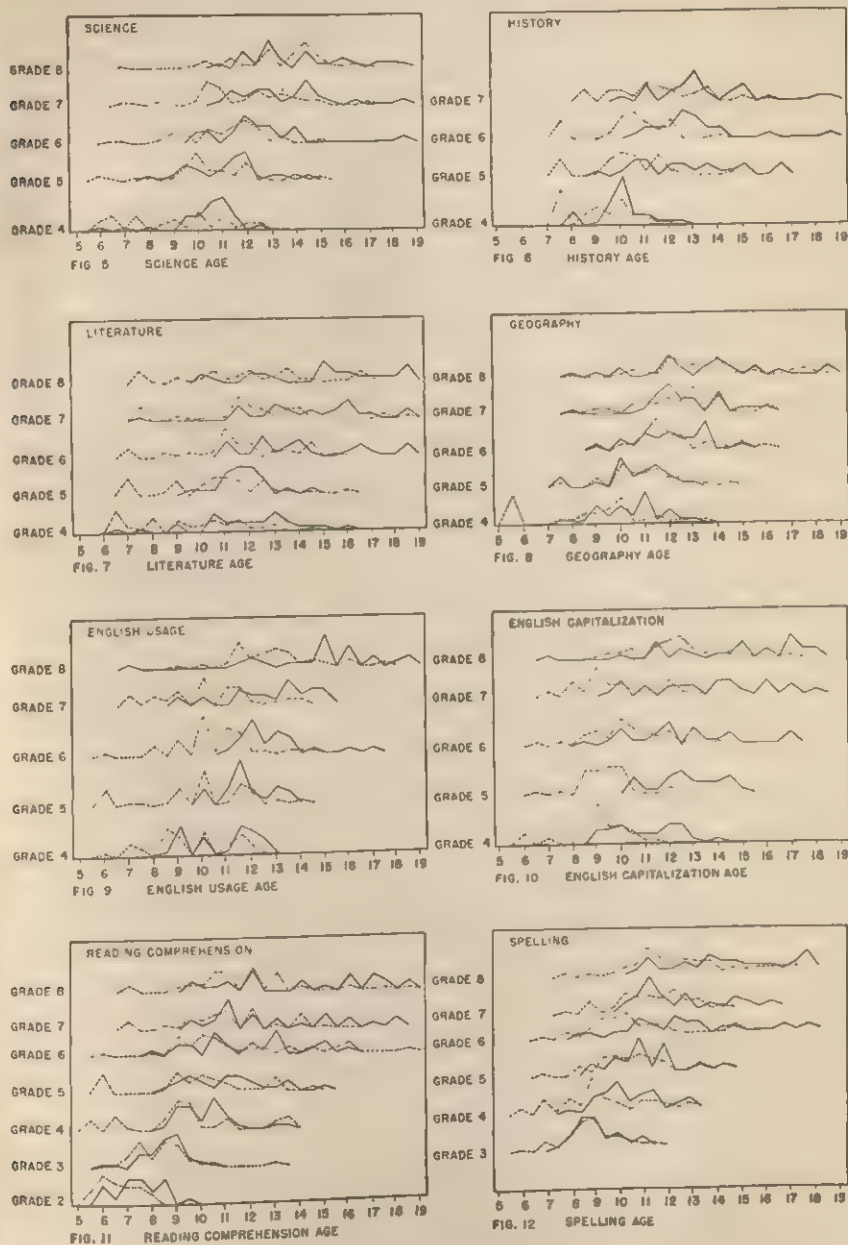 SCIENCE
GRADE 8
GRADE 7
GRADE 6
GRADE 5
GRADE 4
5 6 7 8 9 10 11 12 13 14 15 16 17 18 19
FIG 5 SCIENCE AGE
HISTORY
GRADE 7
GRADE 6
GRADE 5
GRADE 4
5 6 7 8 9 10 11 12 13 14 15 16 17 18 19
FIG 6 HISTORY AGE
LITERATURE
GRADE 8
GRADE 7
GRADE 6
GRADE 5
GRADE 4
5 6 7 8 9 10 11 12 13 14 15 16 17 18 19
FIG. 7 LITERATURE AGE
GEOGRAPHY
GRADE 8
GRADE 7
GRADE 6
GRADE 5
GRADE 4
5 6 7 8 9 10 11 12 13 14 15 16 17 18 19
FIG. 8 GEOGRAPHY AGE
ENGLISH USAGE
GRADE 8
GRADE 7
GRADE 6
GRADE 5
GRADE 4
5 6 7 8 9 10 11 12 13 14 15 16 17 18 19
FIG 9 ENGLISH USAGE AGE
ENGLISH CAPITALIZATION
GRADE 8
GRADE 7
GRADE 6
GRADE 5
GRADE 4
5 6 7 8 9 10 11 12 13 14 15 16 17 18 19
FIG. 10 ENGLISH CAPITALIZATION AGE
READING COMPREHENSION
GRADE 8
GRADE 7
GRADE 6
GRADE 5
GRADE 4
GRADE 3
GRADE 2
5 6 7 8 9 10 11 12 13 14 15 16 17 18 19
FIG. 11 READING COMPREHENSION AGE
SPELLING
GRADE 8
GRADE 7
GRADE 6
GRADE 5
GRADE 4
GRADE 3
5 6 7 8 9 10 11 12 13 14 15 16 17 18 19
FIG. 12 SPELLING AGE